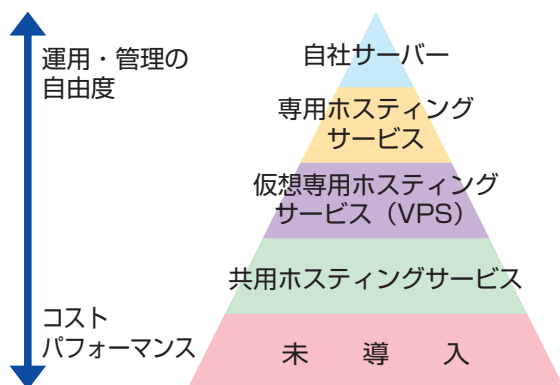 運用・管理の
自由度
自社サーバー
専用ホスティング
サービス
仮想専用ホスティング
サービス（VPS）
共用ホスティングサービス
コスト
パフォーマンス
未 導 入